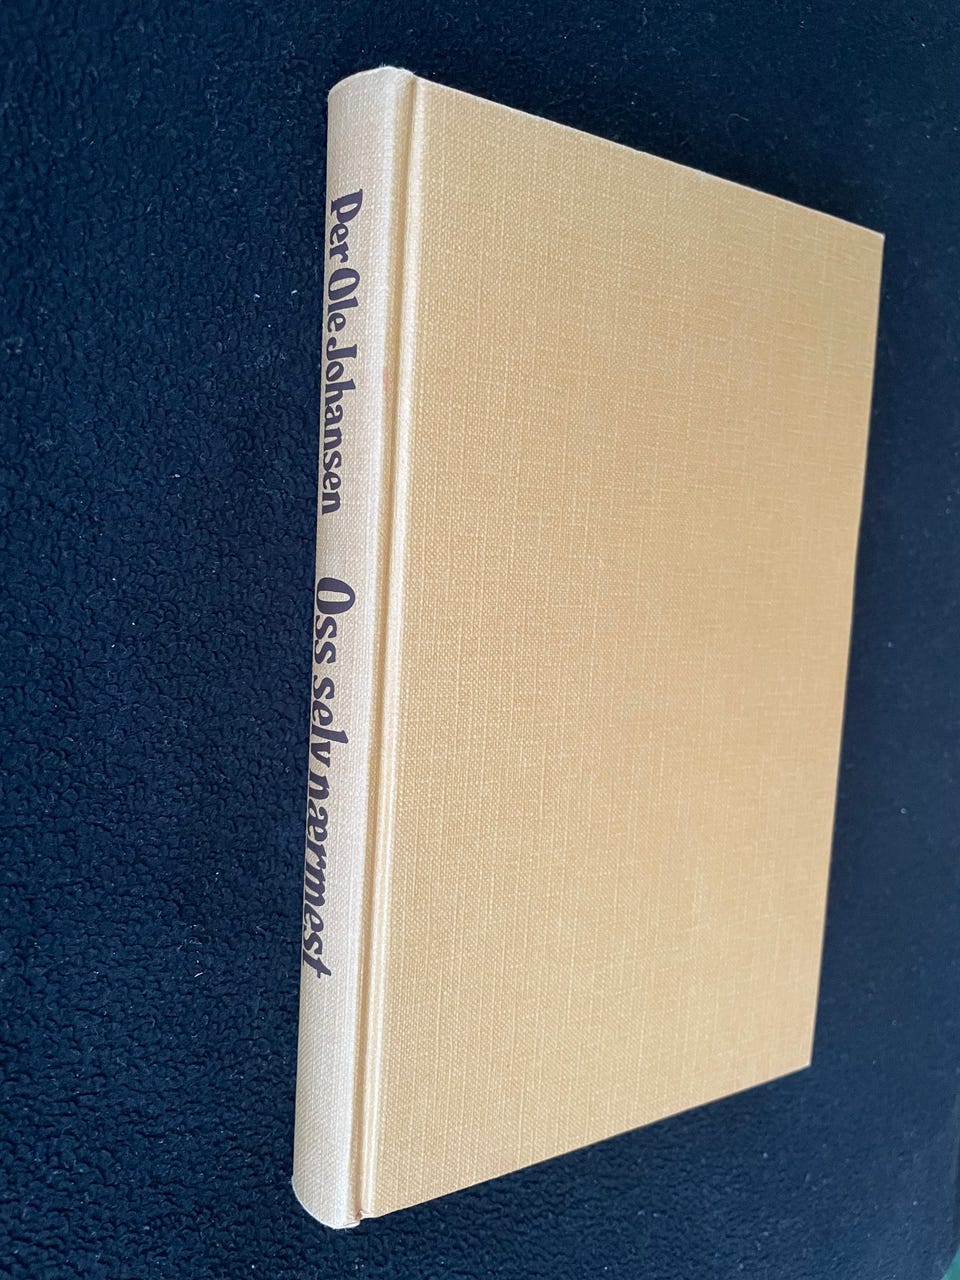 Per Ole Johansen
Oss selv nærmest